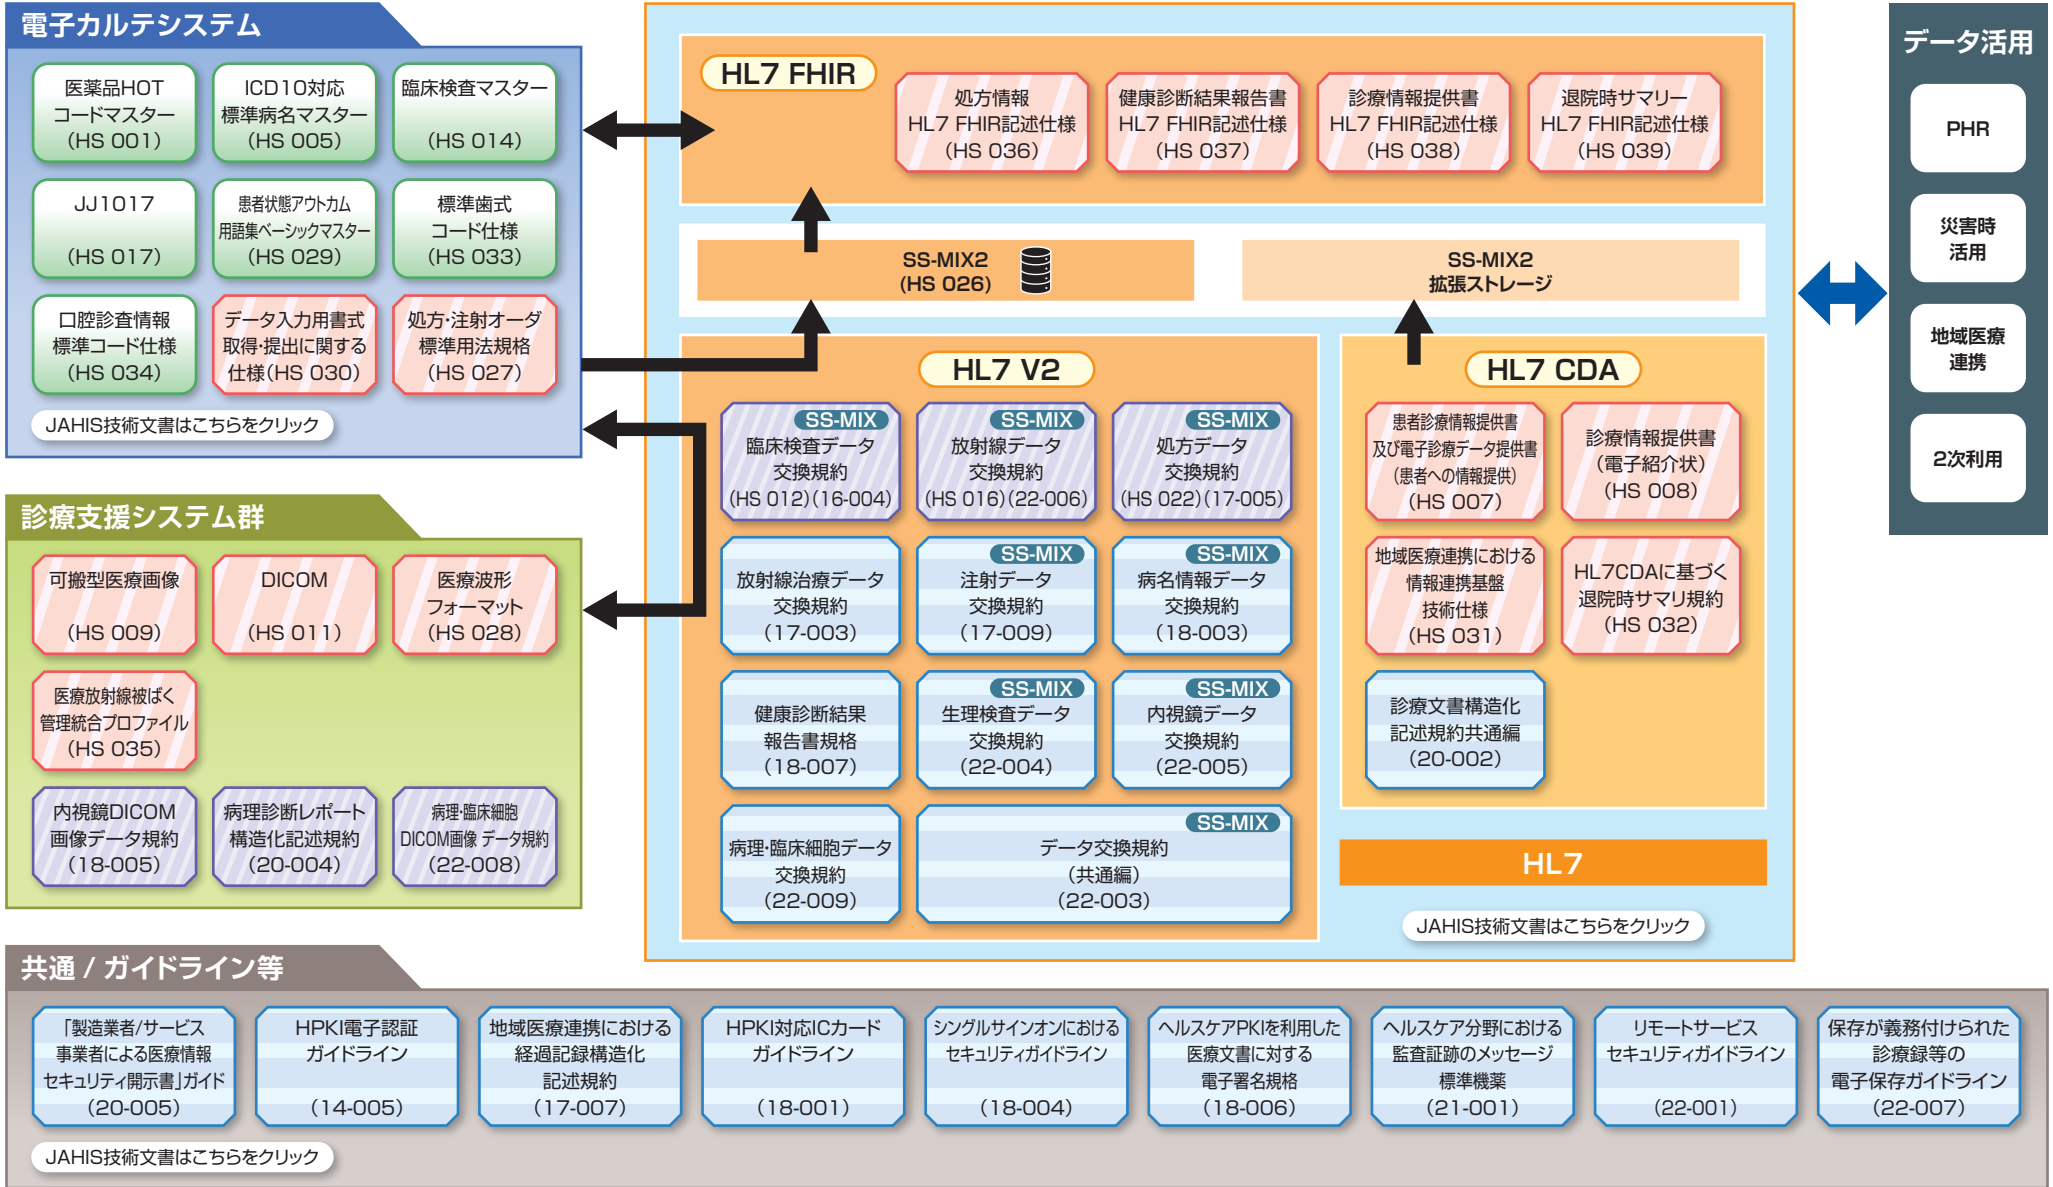 電子カルテシステム
医薬品HOT
コードマスター
(HS 001)
ICD10対応
標準病名マスター
(HS 005)
臨床検査マスター
(HS 014)
JJ1017
(HS 017)
患者状態アウトカム
用語集ベーシックマスター
(HS 029)
標準歯式
コード仕様
(HS 033)
口腔診査情報
標準コード仕様
(HS 034)
データ入力用書式
取得・提出に関する
仕様(HS 030)
処方・注射オーダ
標準用法規格
(HS 027)
JAHIS技術文書はこちらをクリック
診療支援システム群
可搬型医療画像
(HS 009)
DICOM
(HS 011)
医療波形
フォーマット
(HS 028)
医療放射線被ばく
管理統合プロファイル
(HS 035)
内視鏡DICOM
画像データ規約
(18-005)
病理診断レポート
構造化記述規約
(20-004)
病理・臨床細胞
DICOM画像 データ規約
(22-008)
HL7 FHIR
処方情報
HL7 FHIR記述仕様
(HS 036)
健康診断結果報告書
HL7 FHIR記述仕様
(HS 037)
診療情報提供書
HL7 FHIR記述仕様
(HS 038)
退院時サマリー
HL7 FHIR記述仕様
(HS 039)
SS-MIX2
(HS 026)
SS-MIX2
拡張ストレージ
HL7 V2
SS-MIX
臨床検査データ
交換規約
(HS 012)(16-004)
SS-MIX
放射線データ
交換規約
(HS 016)(22-006)
SS-MIX
処方データ
交換規約
(HS 022)(17-005)
放射線治療データ
交換規約
(17-003)
SS-MIX
注射データ
交換規約
(17-009)
SS-MIX
病名情報データ
交換規約
(18-003)
健康診断結果
報告書規格
(18-007)
SS-MIX
生理検査データ
交換規約
(22-004)
SS-MIX
内視鏡データ
交換規約
(22-005)
病理・臨床細胞データ
交換規約
(22-009)
SS-MIX
データ交換規約
(共通編)
(22-003)
HL7 CDA
患者診療情報提供書
及び電子診療データ提供書
(患者への情報提供)
(HS 007)
診療情報提供書
(電子紹介状)
(HS 008)
地域医療連携における
情報連携基盤
技術仕様
(HS 031)
HL7CDAに基づく
退院時サマリ規約
(HS 032)
診療文書構造化
記述規約共通編
(20-002)
HL7
JAHIS技術文書はこちらをクリック
データ活用
PHR
災害時
活用
地域医療
連携
2次利用
共通 / ガイドライン等
「製造業者/サービス
事業者による医療情報
セキュリティ開示書」ガイド
(20-005)
HPKI電子認証
ガイドライン
(14-005)
地域医療連携における
経過記録構造化
記述規約
(17-007)
HPKI対応ICカード
ガイドライン
(18-001)
シングルサインオンにおける
セキュリティガイドライン
(18-004)
ヘルスケアPKIを利用した
医療文書に対する
電子署名規格
(18-006)
ヘルスケア分野における
監査証跡のメッセージ
標準機薬
(21-001)
リモートサービス
セキュリティガイドライン
(22-001)
保存が義務付けられた
診療録等の
電子保存ガイドライン
(22-007)
JAHIS技術文書はこちらをクリック